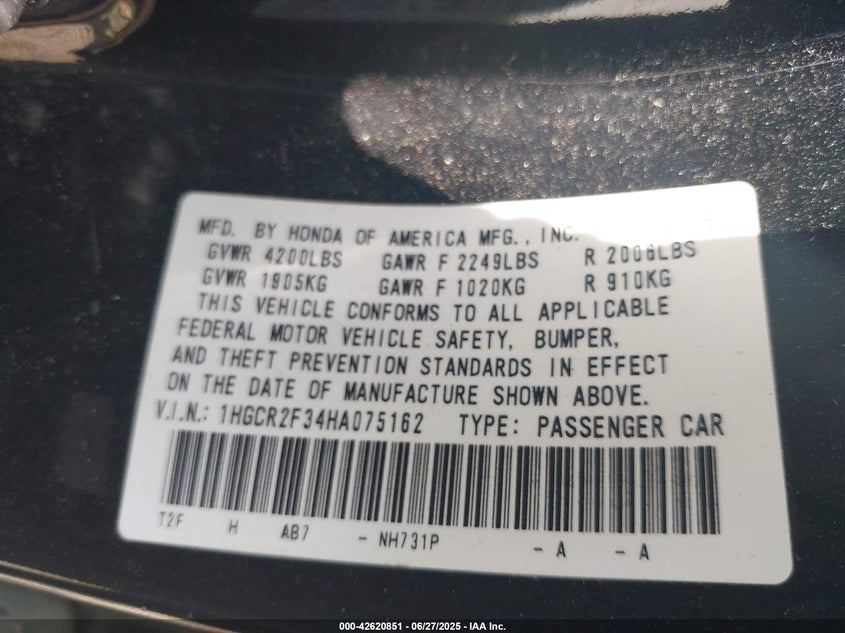 MFD. BY HONDA OF AMERICA MFG., INC.
GVWR 4200LBS GAWR F 2249LBS R 2006LBS
GVWR 1905KG GAWR F 1020KG R 910KG
THIS VEHICLE CONFORMS TO ALL APPLICABLE
FEDERAL MOTOR VEHICLE SAFETY, BUMPER,
AND THEFT PREVENTION STANDARDS IN EFFECT
ON THE DATE OF MANUFACTURE SHOWN ABOVE.
V.I.N.: 1HGCR2F34HA075162 TYPE: PASSENGER CAR
T2F H AB7 - NH731P - A - A
000-42620851 - 06/27/2025 - IAA Inc.